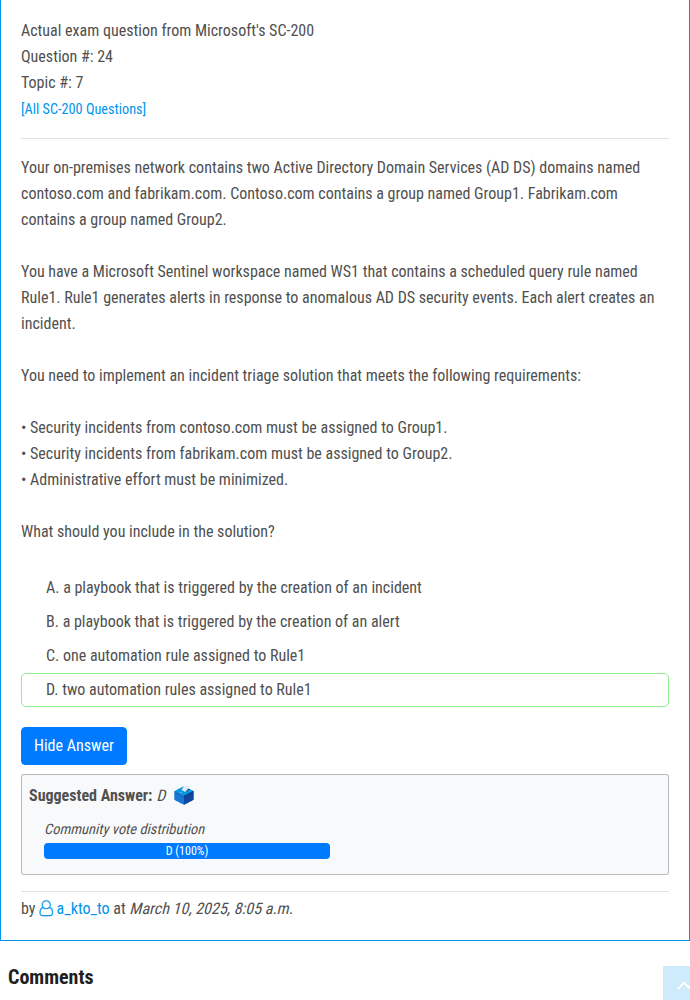 Actual exam question from Microsoft's SC-200
Question #: 24
Topic #: 7
[All SC-200 Questions]
Your on-premises network contains two Active Directory Domain Services (AD DS) domains named
contoso.com and fabrikam.com. Contoso.com contains a group named Group1. Fabrikam.com
contains a group named Group2.
You have a Microsoft Sentinel workspace named WS1 that contains a scheduled query rule named
Rule1. Rule1 generates alerts in response to anomalous AD DS security events. Each alert creates an
incident.
You need to implement an incident triage solution that meets the following requirements:
• Security incidents from contoso.com must be assigned to Group1.
• Security incidents from fabrikam.com must be assigned to Group2.
• Administrative effort must be minimized.
What should you include in the solution?
A. a playbook that is triggered by the creation of an incident
B. a playbook that is triggered by the creation of an alert
C. one automation rule assigned to Rule1
D. two automation rules assigned to Rule1
Hide Answer
Suggested Answer: D
Community vote distribution
D (100%)
by a_kto_to at March 10, 2025, 8:05 a.m.
Comments